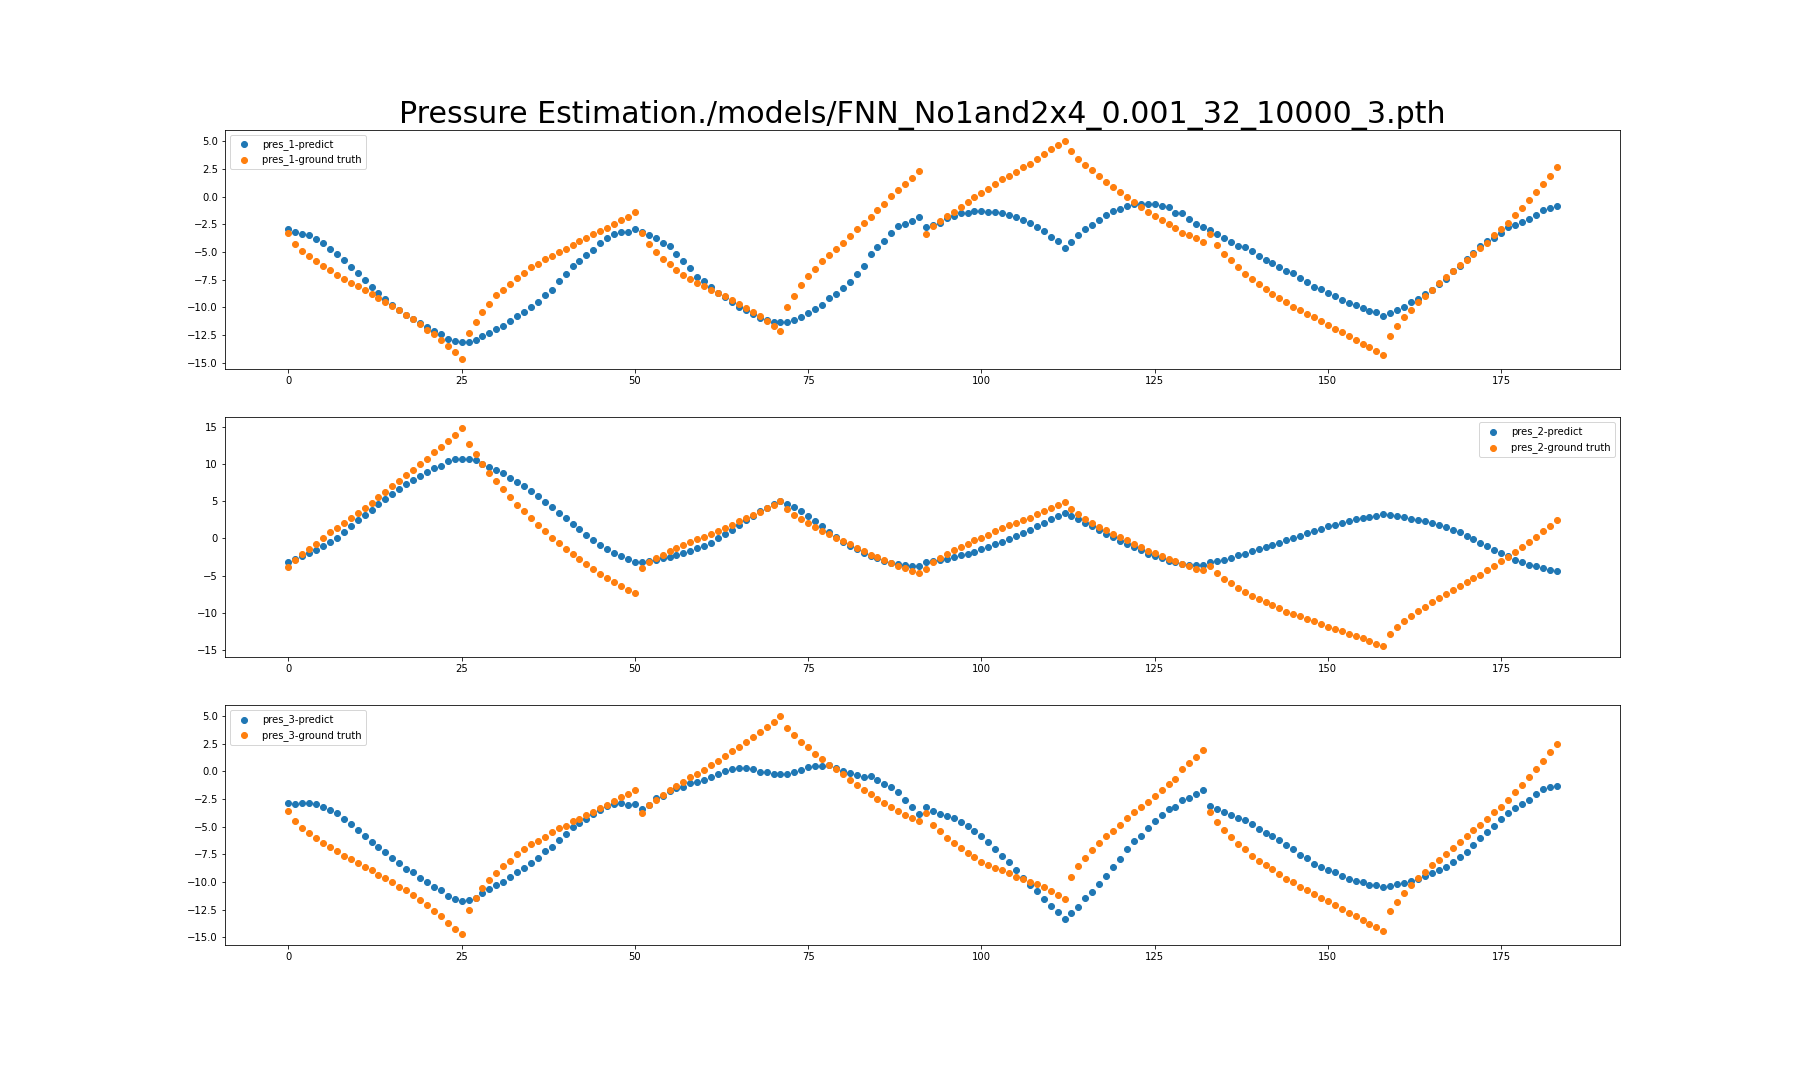 Pressure Estimation./models/FNN_No1and2x4_0.001_32_10000_3.pth
pres_1-predict
pres_1-ground truth
5.0
2.5
0.0
−2.5
−5.0
−7.5
−10.0
−12.5
−15.0
0 25 50 75 100 125 150 175
pres_2-predict
pres_2-ground truth
15
10
5
0
−5
−10
−15
0 25 50 75 100 125 150 175
pres_3-predict
pres_3-ground truth
5.0
2.5
0.0
−2.5
−5.0
−7.5
−10.0
−12.5
−15.0
0 25 50 75 100 125 150 175